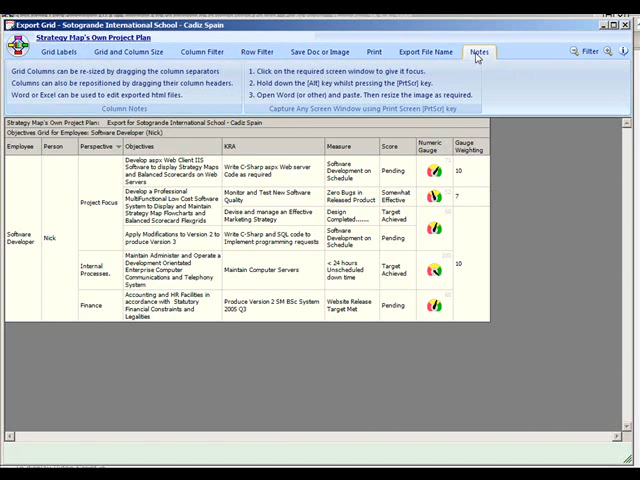 Export Grid - Sotogrande International School - Cadiz Spain
Strategy Map's Own Project Plan
Grid Labels Grid and Column Size Column Filter Row Filter Save Doc or Image Print Export File Name Notes Filter
Grid Columns can be re-sized by dragging the column separators
Columns can also be repositioned by dragging their column headers.
Word or Excel can be used to edit exported html files.
Column Notes
1. Click on the required screen window to give it focus.
2. Hold down the [Alt] key whilst pressing the [PrtScr] key.
3. Open Word (or other) and paste. Then resize the image as required.
Capture Any Screen Window using Print Screen [PrtScr] key
Strategy Map's Own Project Plan: Export for Sotogrande International School - Cadiz Spain
Objectives Grid for Employee: Software Developer (Nick)
Employee Person Perspective Objectives KRA Measure Score Numeric Gauge Gauge Weighting
Software Developer
Nick
Project Focus
Develop aspx Web Client IIS
Software to display Strategy Maps
and Balanced Scorecards on Web
Servers
Write C-Sharp aspx Web server
Code as required
Software
Development on
Schedule
Pending
10
Develop a Professional
MultiFunctional Low Cost Software
System to Display and Maintain
Strategy Map Flowcharts and
Balanced Scorecard Flexgrids
Monitor and Test New Software
Quality
Zero Bugs in
Released Product
Somewhat
Effective
7
Devise and manage an Effective
Marketing Strategy
Design
Completed......
Target
Achieved
Apply Modifications to Version 2 to
produce Version 3
Write C-Sharp and SQL code to
Implement programming requests
Software
Development on
Schedule
Pending
10
Internal
Processes.
Maintain Administer and Operate a
Development Orientated
Enterprise Computer
Communications and Telephony
System
Maintain Computer Servers
< 24 hours
Unscheduled
down time
Target
Achieved
Finance
Accounting and HR Facilities in
accordance with Statutory
Financial Constraints and
Legalities
Produce Version 2 SM BSc System
2005 Q3
Website Release
Target Met
Pending